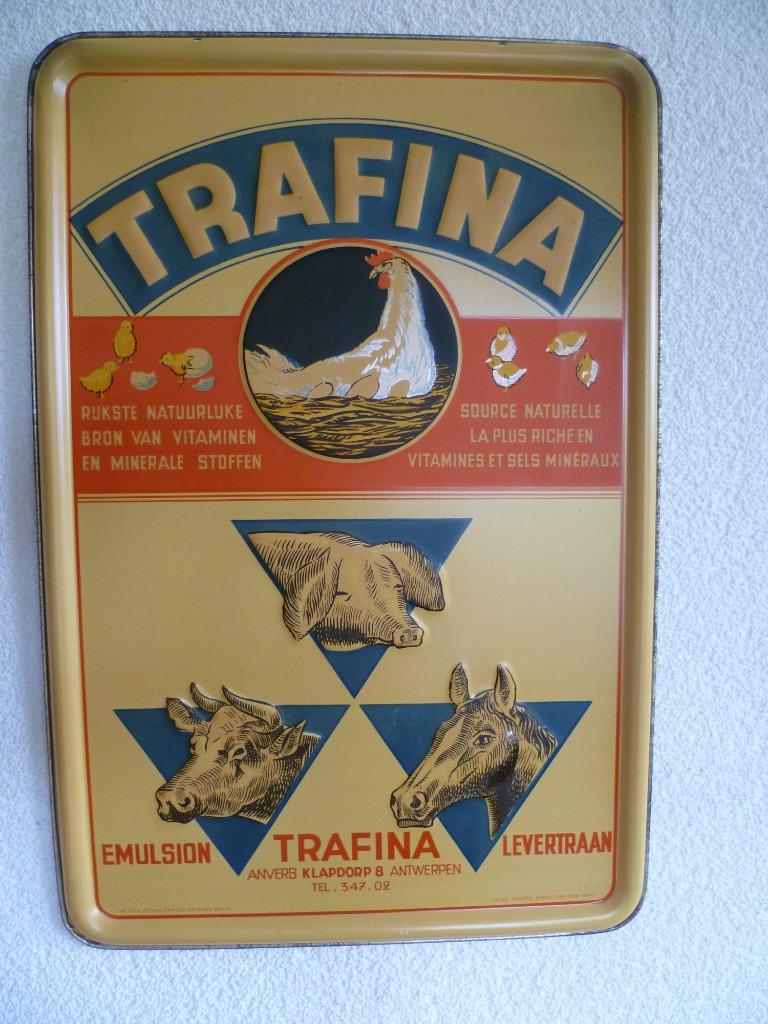 TRAFINA
RIJKSTE NATUURLIJKE
BRON VAN VITAMINEN
EN MINERALE STOFFEN
SOURCE NATURELLE
LA PLUS RICHE EN
VITAMINES ET SELS MINÉRAUX
EMULSION
TRAFINA
LEVERTRAAN
ANVERS KLAPDORP 8 ANTWERPEN
TEL. 347.02